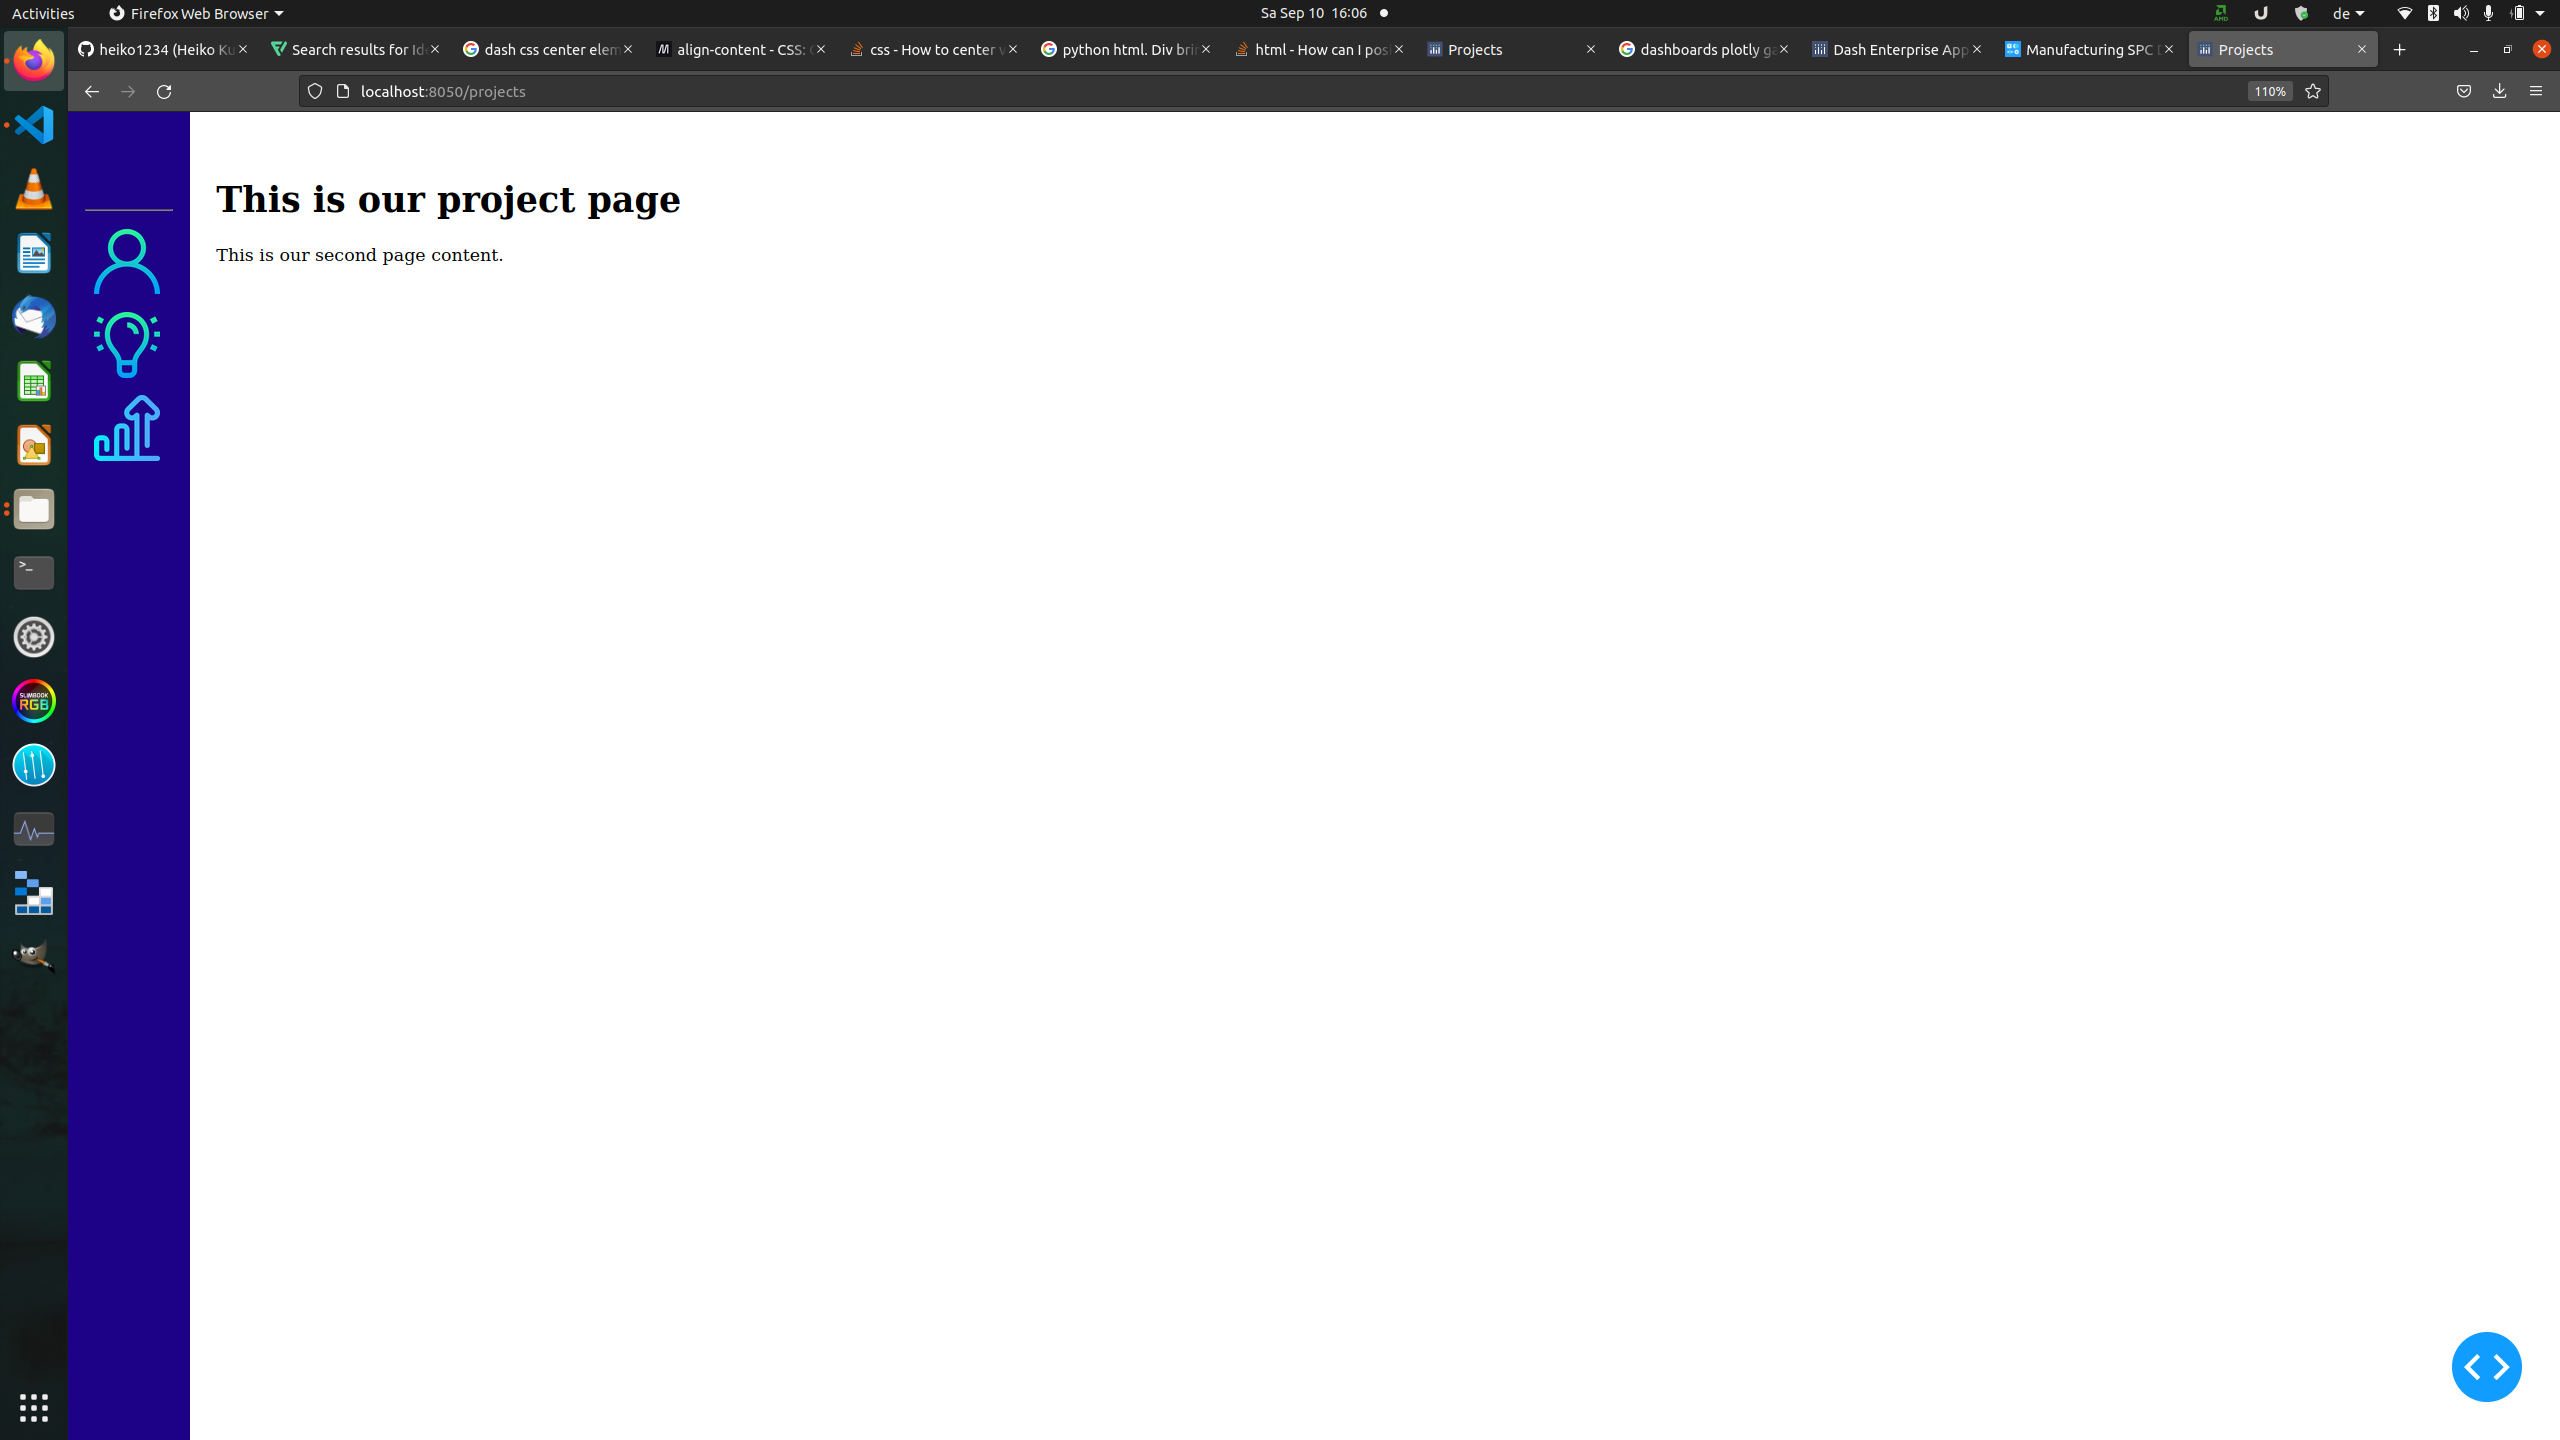 Activities Firefox Web Browser Sa Sep 10 16:06 de
heiko1234 (Heiko Ku Search results for Id dash css center elem align-content - CSS: css - How to center python html. Div brin html - How can I posi Projects dashboards plotly ga Dash Enterprise App Manufacturing SPC Projects
localhost:8050/projects 110%
This is our project page
This is our second page content.
>_
SLIMBOOK
RGB